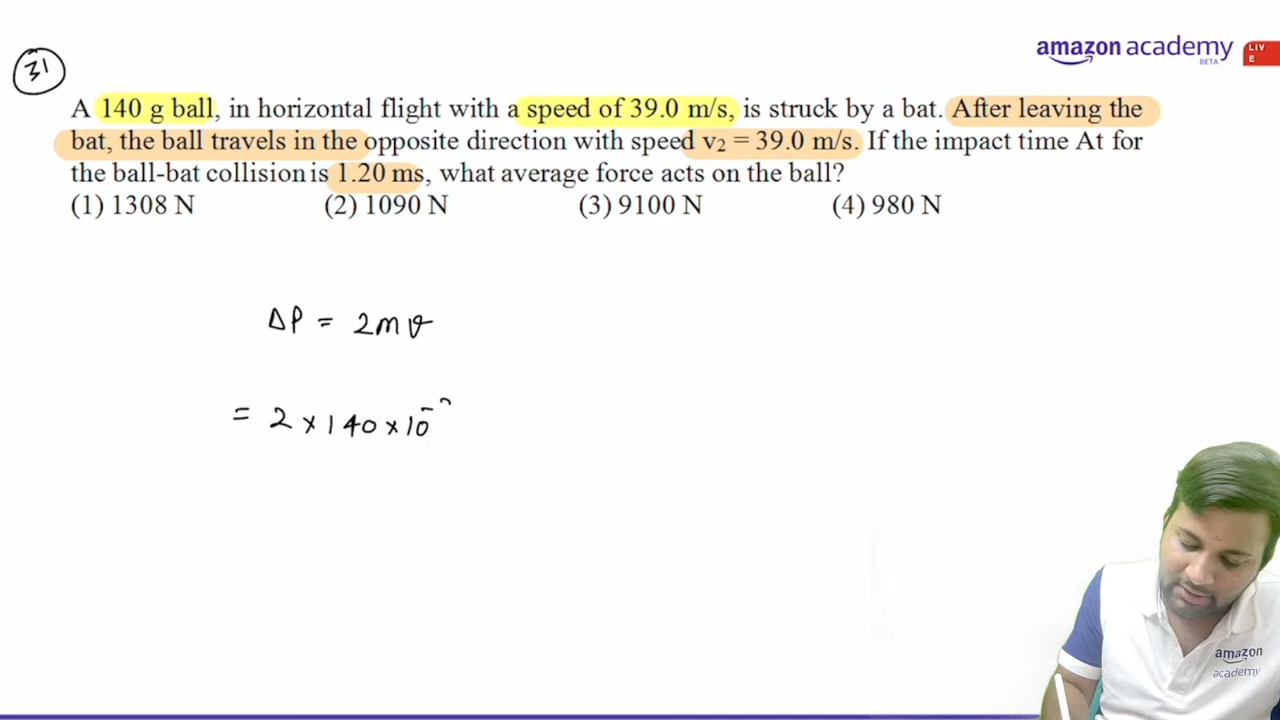 31
amazon academy
BETA
LIV
E
A 140 g ball, in horizontal flight with a speed of 39.0 m/s, is struck by a bat. After leaving the
bat, the ball travels in the opposite direction with speed v₂ = 39.0 m/s. If the impact time At for
the ball-bat collision is 1.20 ms, what average force acts on the ball?
(1) 1308 N (2) 1090 N (3) 9100 N (4) 980 N
ΔP = 2mv
= 2 × 140 × 10⁻
amazon
academy